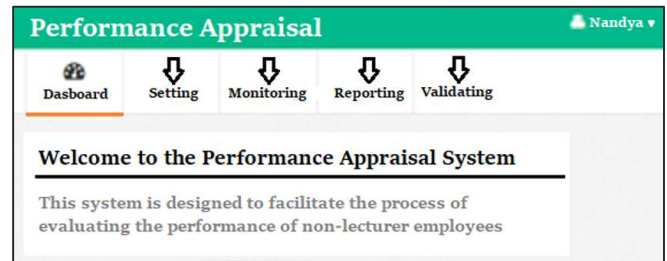 Performance Appraisal
Nandya
Dasboard Setting Monitoring Reporting Validating
Welcome to the Performance Appraisal System
This system is designed to facilitate the process of
evaluating the performance of non-lecturer employees